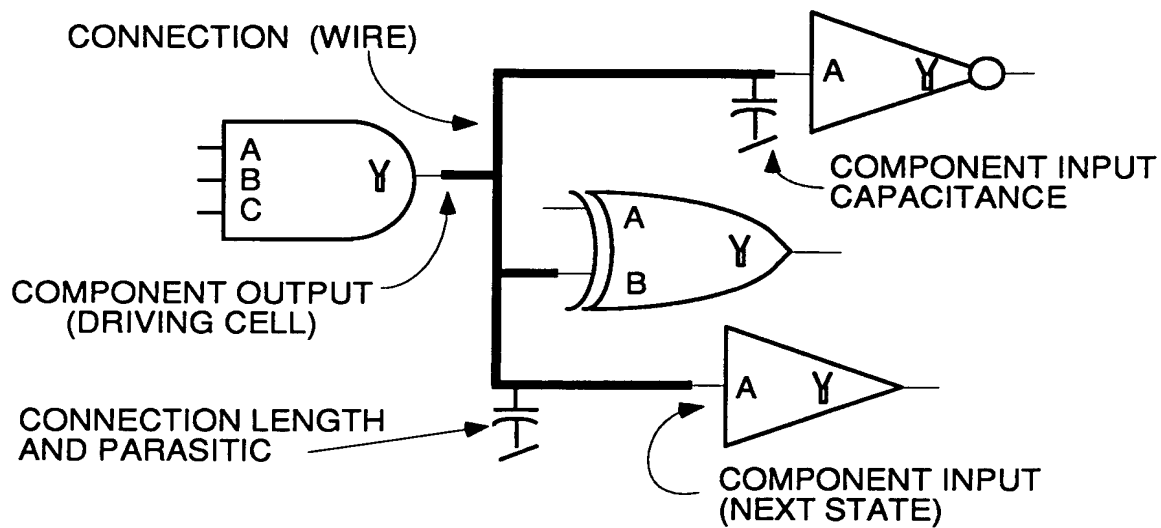 CONNECTION (WIRE)
A
Y
A
B
C
Y
COMPONENT INPUT
CAPACITANCE
A
B
Y
COMPONENT OUTPUT
(DRIVING CELL)
A
Y
CONNECTION LENGTH
AND PARASITIC
COMPONENT INPUT
(NEXT STATE)